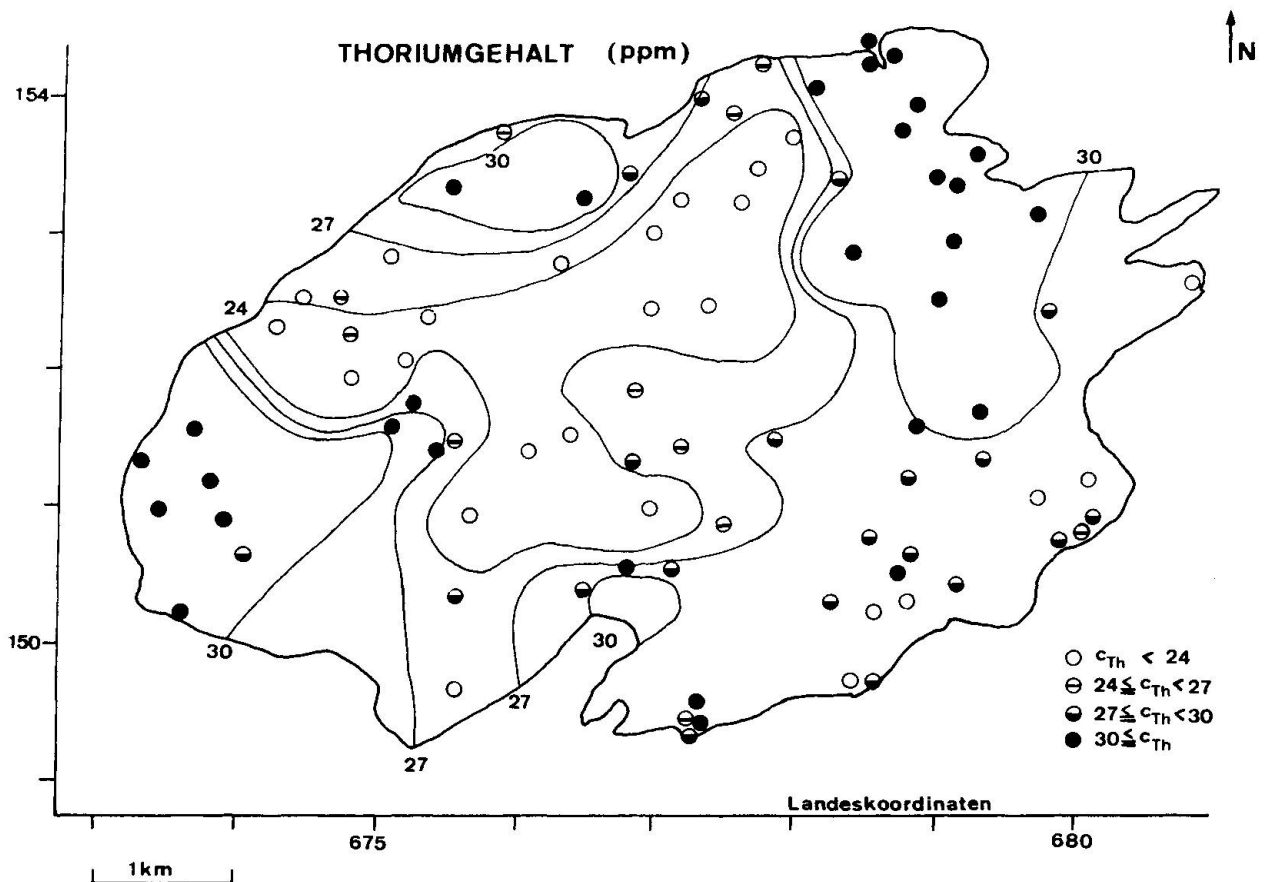 THORIUMGEHALT (ppm)
N
154
30
30
27
24
150
30
30
27
27
c_Th < 24
24 ≦ c_Th < 27
27 ≦ c_Th < 30
30 ≦ c_Th
Landeskoordinaten
675
680
1km